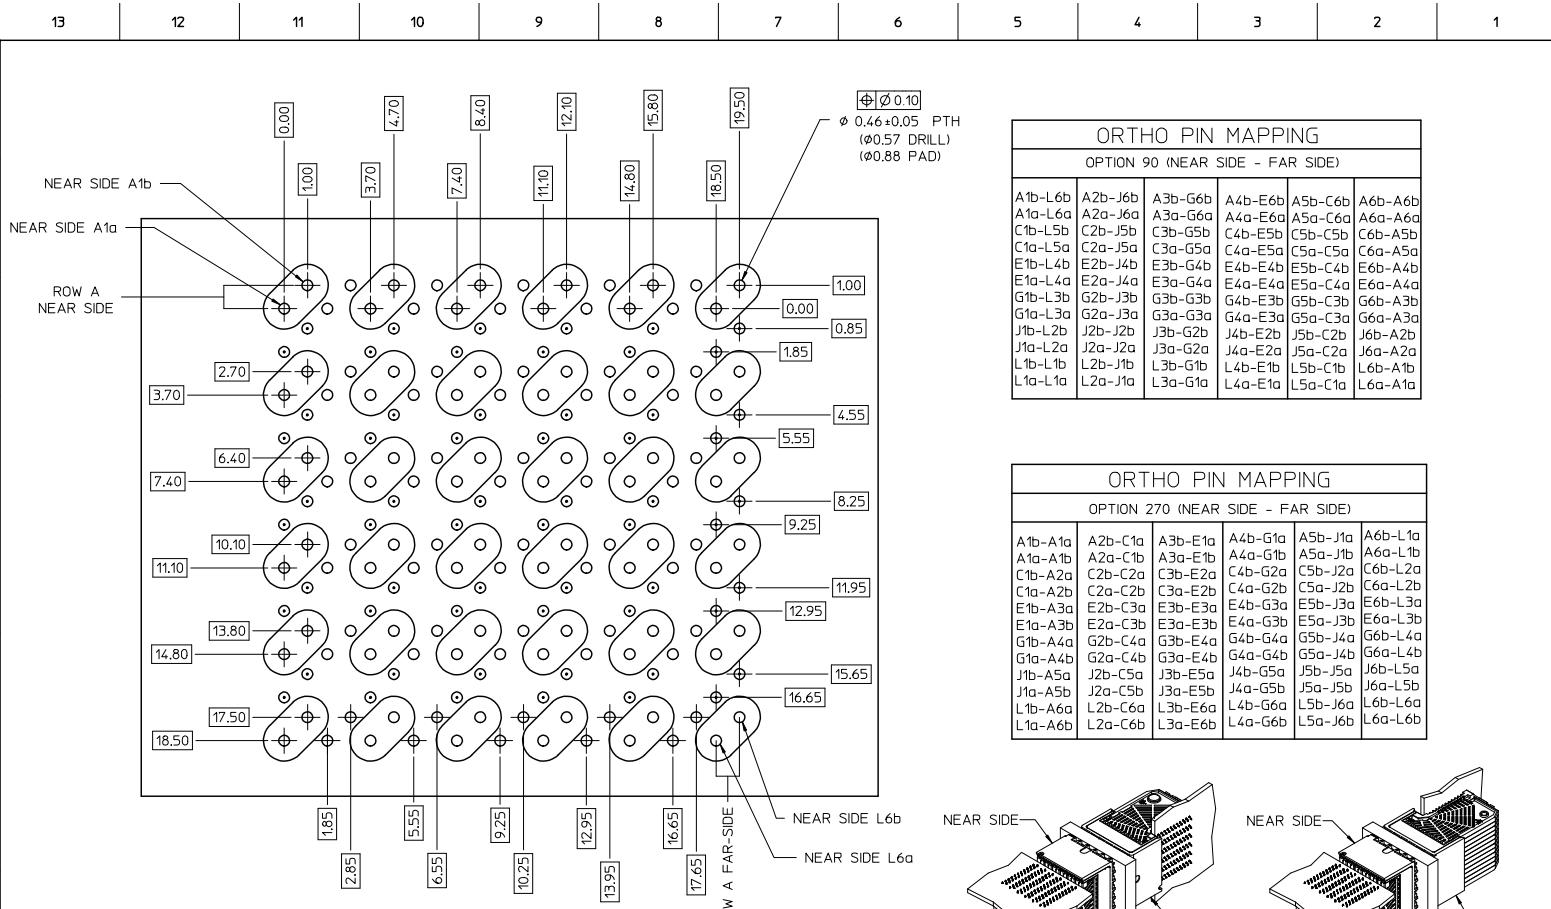 13 12 11 10 9 8 7 6 5 4 3 2 1
0.00 4.70 8.40 12.10 15.80 19.50
1.00 3.70 7.40 11.10 14.80 18.50
⌖ Ø 0.10
Ø 0.46±0.05 PTH
(Ø0.57 DRILL)
(Ø0.88 PAD)
NEAR SIDE A1b
NEAR SIDE A1a
ROW A
NEAR SIDE
1.00
0.00
0.85
1.85
2.70
3.70
4.55
5.55
6.40
7.40
8.25
9.25
10.10
11.10
11.95
12.95
13.80
14.80
15.65
16.65
17.50
18.50
1.85 5.55 9.25 12.95 16.65
2.85 6.55 10.25 13.95 17.65
W A FAR-SIDE
NEAR SIDE L6b
NEAR SIDE L6a
ORTHO PIN MAPPING
OPTION 90 (NEAR SIDE - FAR SIDE)
A1b-L6b A2b-J6b A3b-G6b A4b-E6b A5b-C6b A6b-A6b
A1a-L6a A2a-J6a A3a-G6a A4a-E6a A5a-C6a A6a-A6a
C1b-L5b C2b-J5b C3b-G5b C4b-E5b C5b-C5b C6b-A5b
C1a-L5a C2a-J5a C3a-G5a C4a-E5a C5a-C5a C6a-A5a
E1b-L4b E2b-J4b E3b-G4b E4b-E4b E5b-C4b E6b-A4b
E1a-L4a E2a-J4a E3a-G4a E4a-E4a E5a-C4a E6a-A4a
G1b-L3b G2b-J3b G3b-G3b G4b-E3b G5b-C3b G6b-A3b
G1a-L3a G2a-J3a G3a-G3a G4a-E3a G5a-C3a G6a-A3a
J1b-L2b J2b-J2b J3b-G2b J4b-E2b J5b-C2b J6b-A2b
J1a-L2a J2a-J2a J3a-G2a J4a-E2a J5a-C2a J6a-A2a
L1b-L1b L2b-J1b L3b-G1b L4b-E1b L5b-C1b L6b-A1b
L1a-L1a L2a-J1a L3a-G1a L4a-E1a L5a-C1a L6a-A1a
ORTHO PIN MAPPING
OPTION 270 (NEAR SIDE - FAR SIDE)
A1b-A1a A2b-C1a A3b-E1a A4b-G1a A5b-J1a A6b-L1a
A1a-A1b A2a-C1b A3a-E1b A4a-G1b A5a-J1b A6a-L1b
C1b-A2a C2b-C2a C3b-E2a C4b-G2a C5b-J2a C6b-L2a
C1a-A2b C2a-C2b C3a-E2b C4a-G2b C5a-J2b C6a-L2b
E1b-A3a E2b-C3a E3b-E3a E4b-G3a E5b-J3a E6b-L3a
E1a-A3b E2a-C3b E3a-E3b E4a-G3b E5a-J3b E6a-L3b
G1b-A4a G2b-C4a G3b-E4a G4b-G4a G5b-J4a G6b-L4a
G1a-A4b G2a-C4b G3a-E4b G4a-G4b G5a-J4b G6a-L4b
J1b-A5a J2b-C5a J3b-E5a J4b-G5a J5b-J5a J6b-L5a
J1a-A5b J2a-C5b J3a-E5b J4a-G5b J5a-J5b J6a-L5b
L1b-A6a L2b-C6a L3b-E6a L4b-G6a L5b-J6a L6b-L6a
L1a-A6b L2a-C6b L3a-E6b L4a-G6b L5a-J6b L6a-L6b
NEAR SIDE
NEAR SIDE